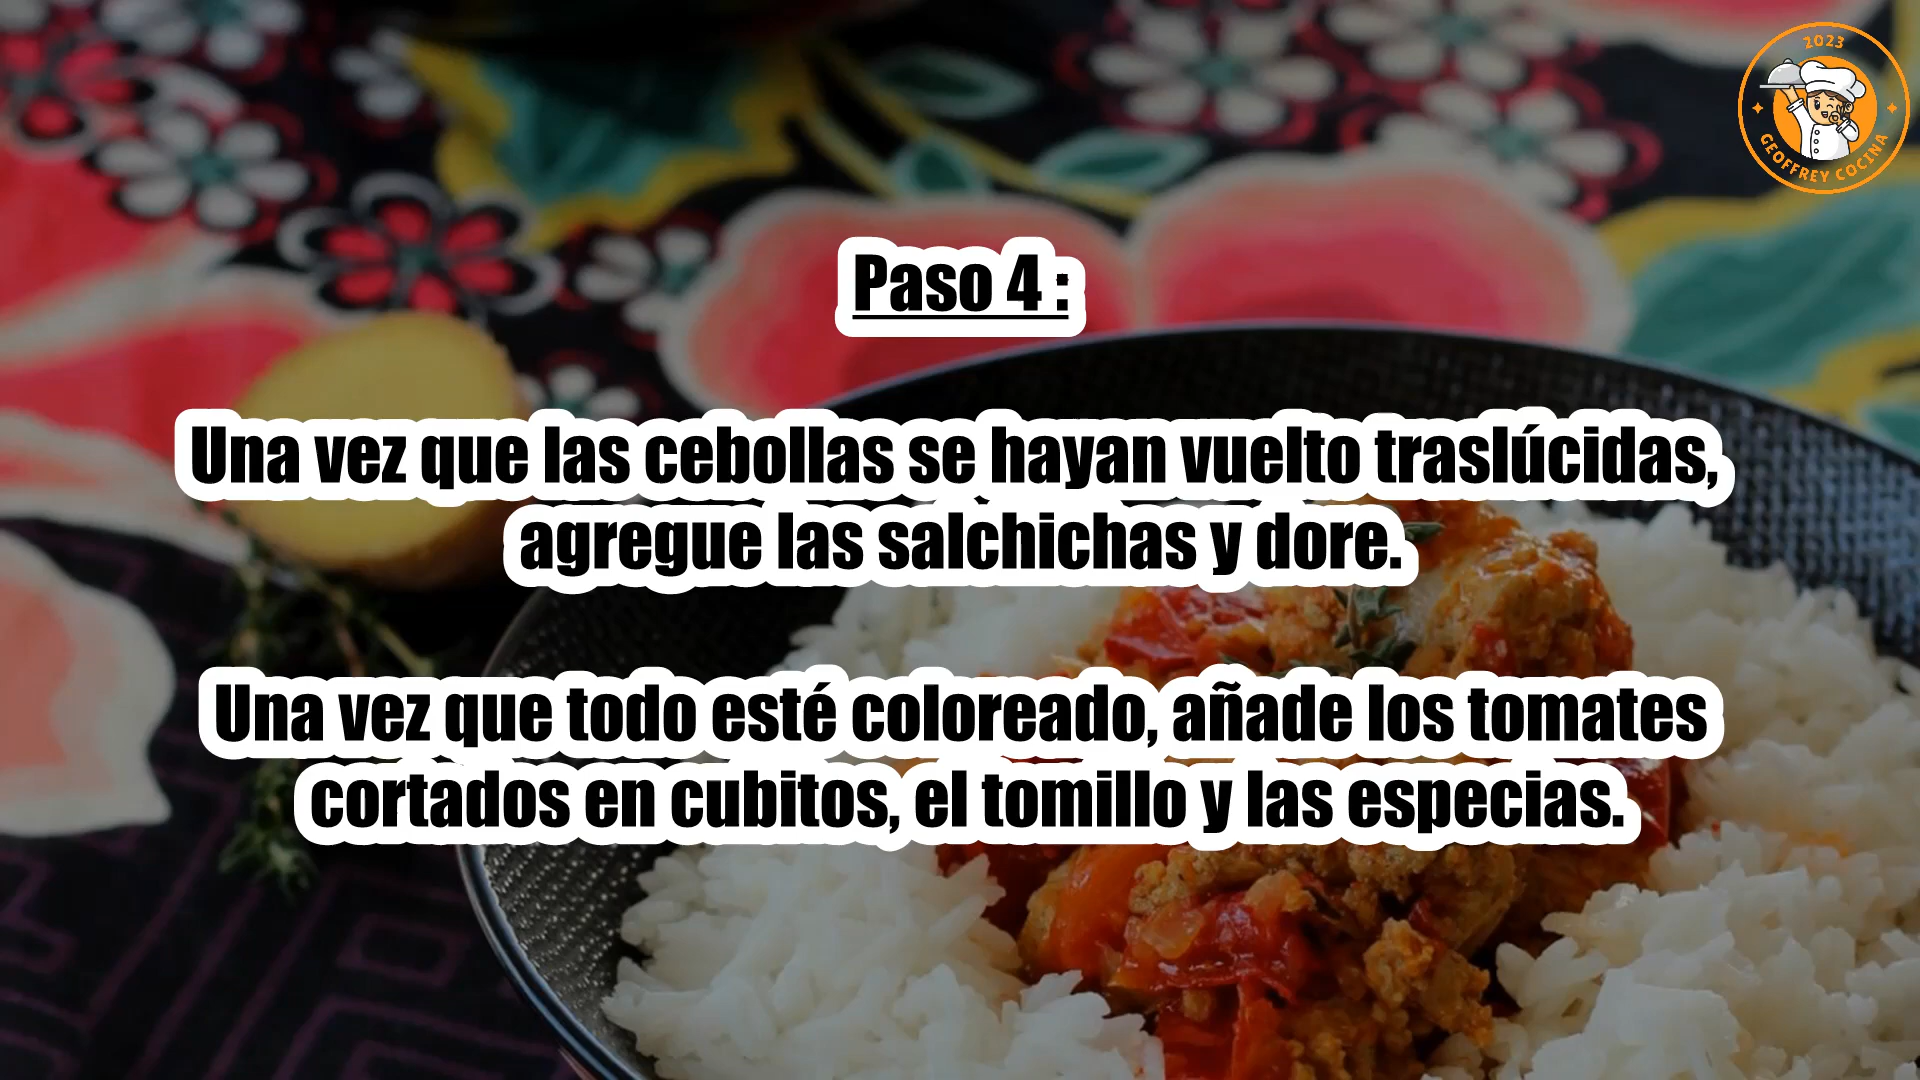 2023
GEOFFREY COCINA
Paso 4 :
Una vez que las cebollas se hayan vuelto traslúcidas,
agregue las salchichas y dore.
Una vez que todo esté coloreado, añade los tomates
cortados en cubitos, el tomillo y las especias.